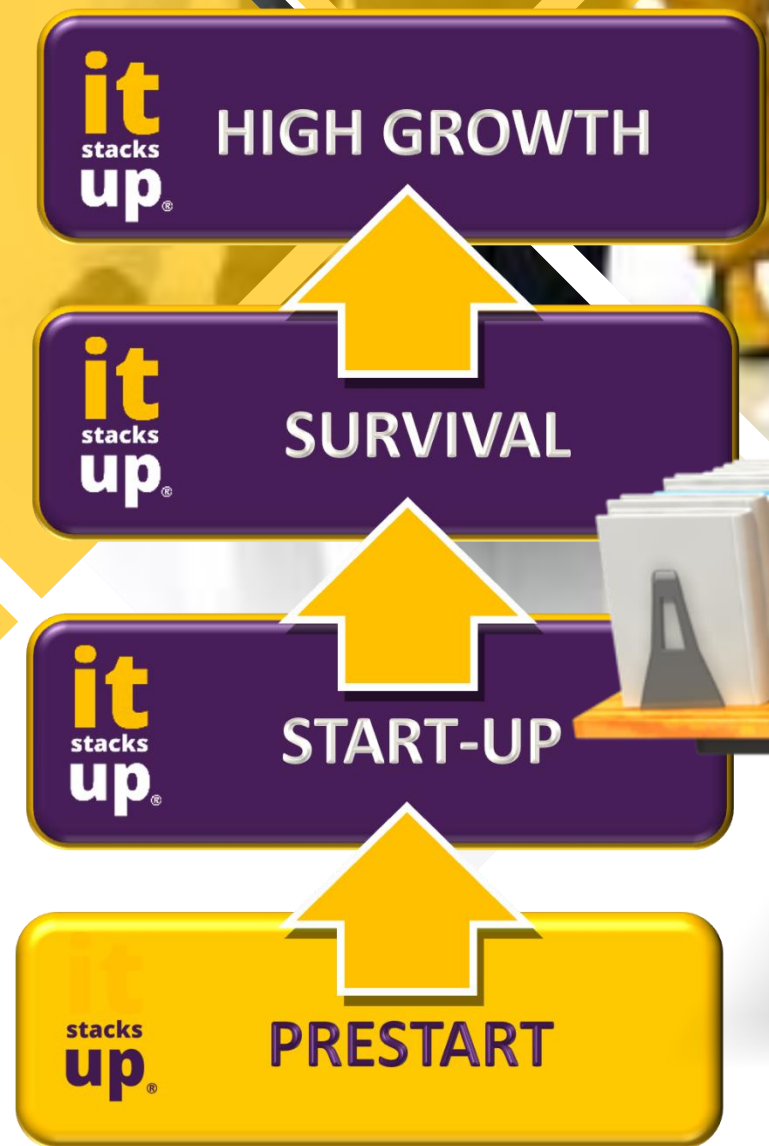 it
stacks
up®
HIGH GROWTH
it
stacks
up®
SURVIVAL
it
stacks
up®
START-UP
it
stacks
up®
PRESTART